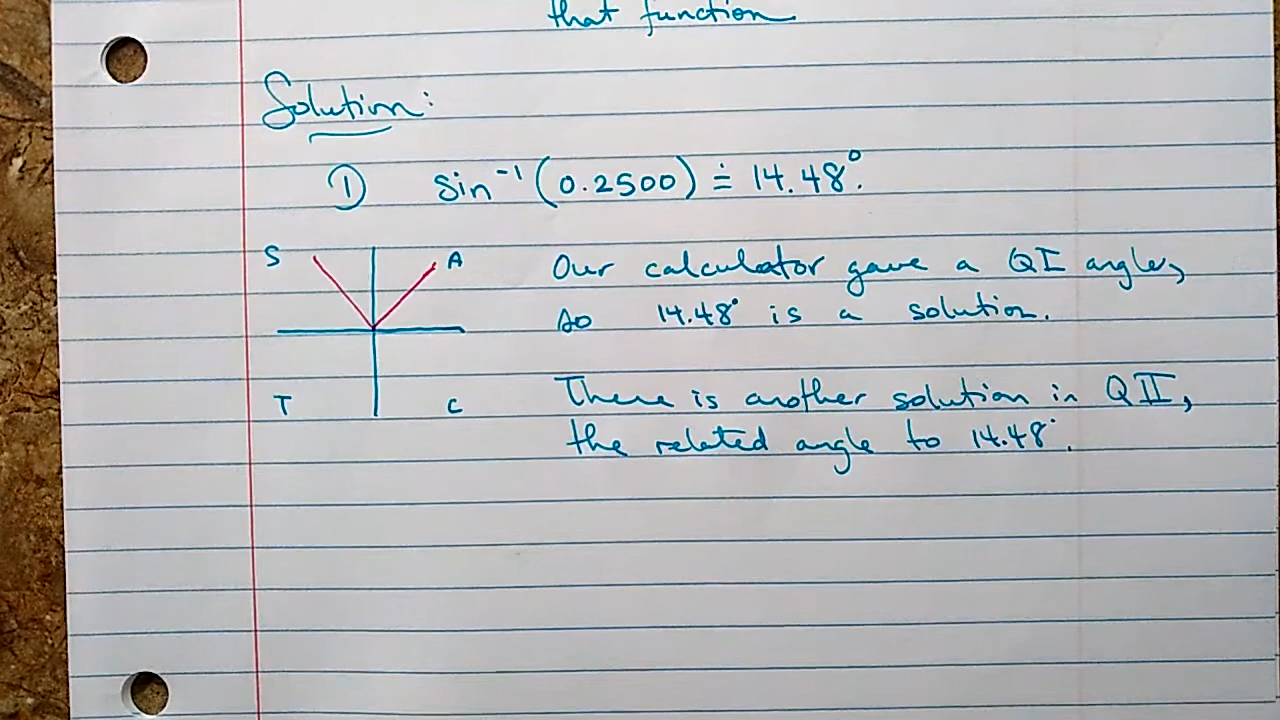 that function
Solution:
1) sin⁻¹(0.2500) ≐ 14.48°.
S A Our calculator gave a QI angle,
so 14.48° is a solution.
T C There is another solution in QII,
the related angle to 14.48°.